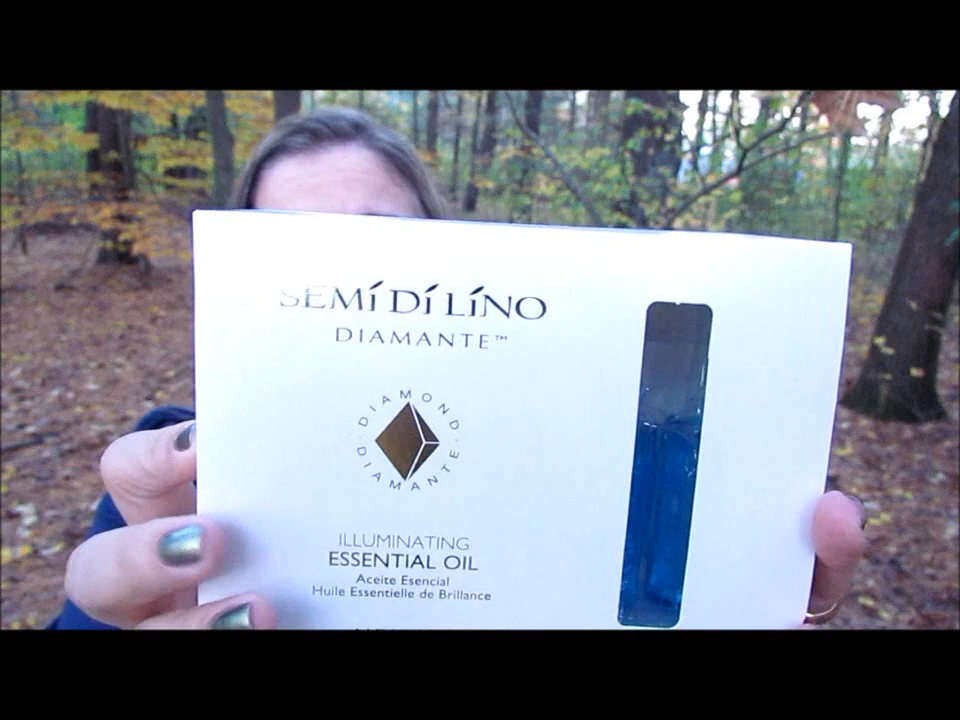 SEMÍ DÍ LÍNO
DIAMANTE™
· DIAMOND ·
DIAMANTE
ILLUMINATING
ESSENTIAL OIL
Aceite Esencial
Huile Essentielle de Brillance